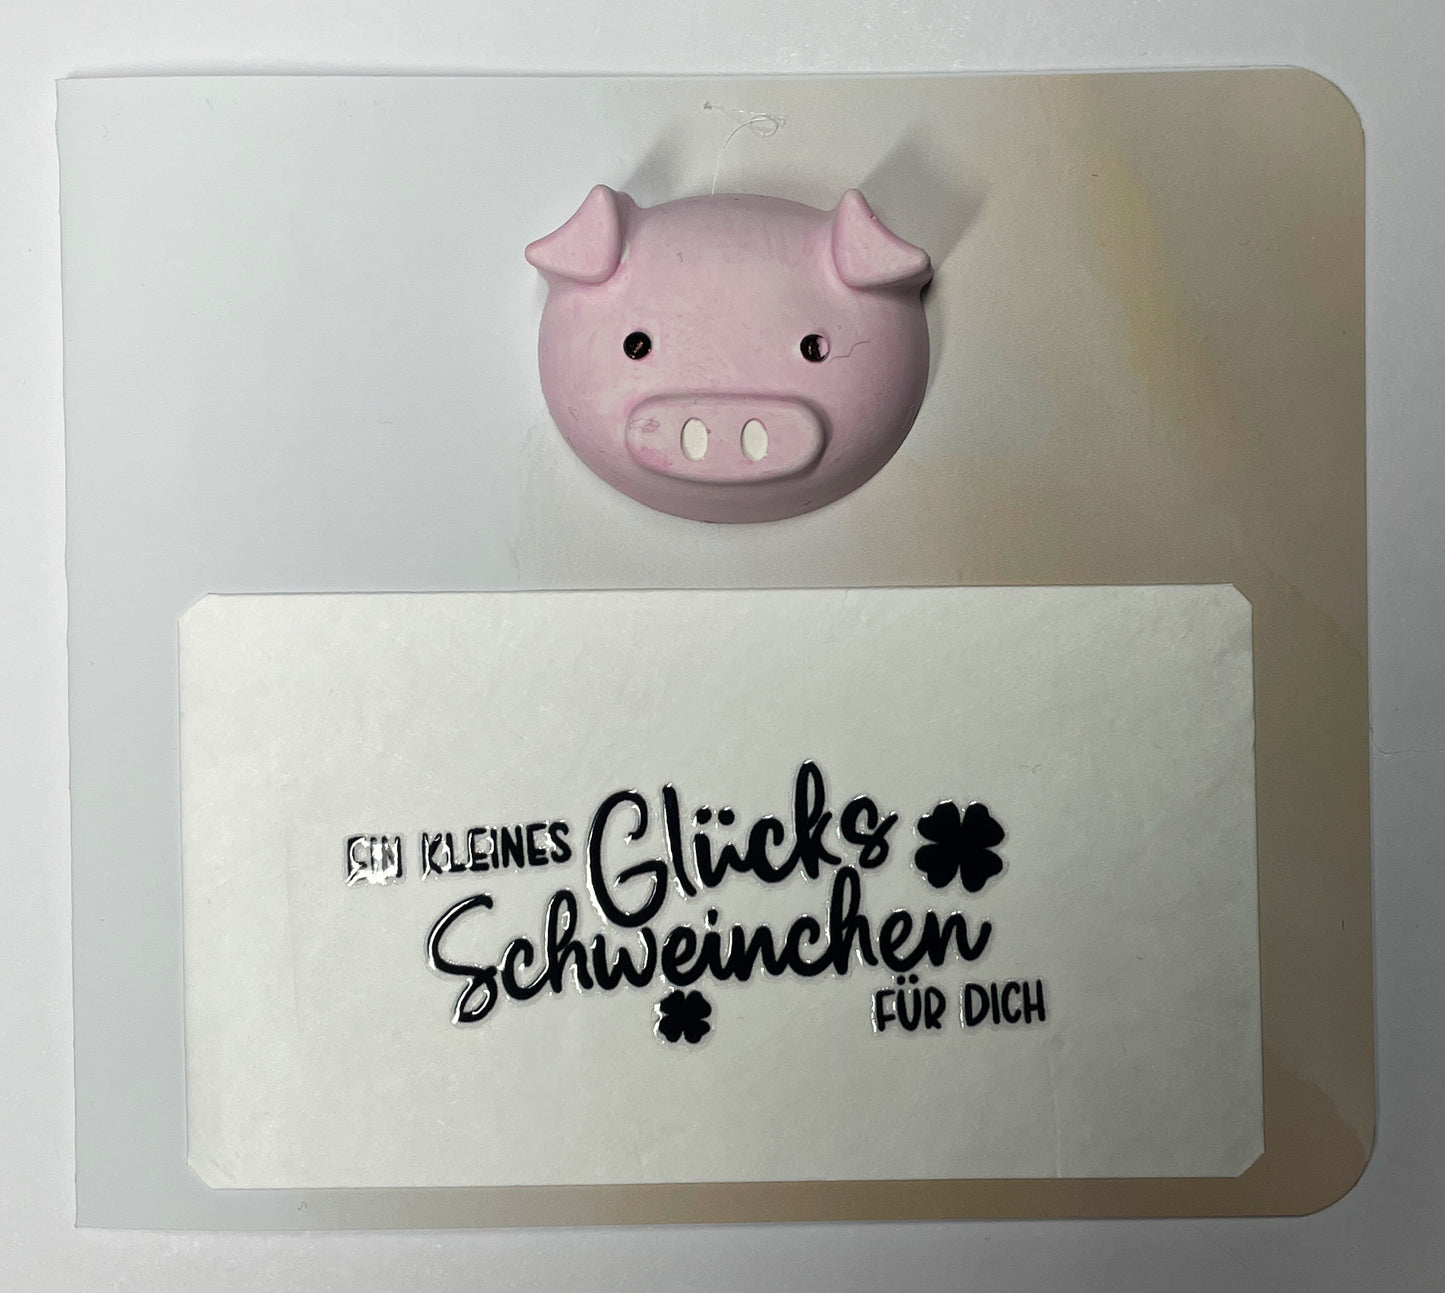 EIN KLEINES Glücks
Schweinchen
FÜR DICH